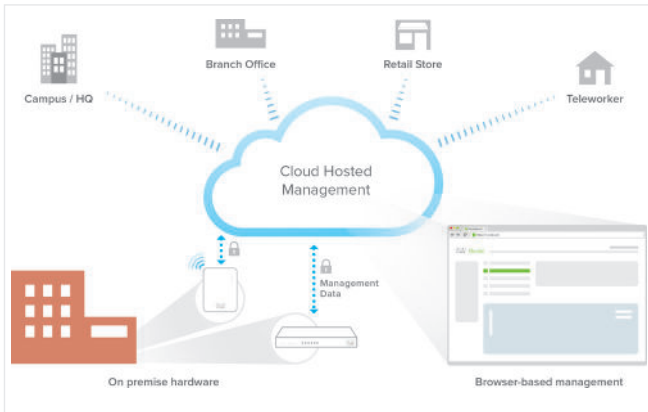 Branch Office
Retail Store
Campus / HQ
Teleworker
Cloud Hosted
Management
Management
Data
On premise hardware
Browser-based management